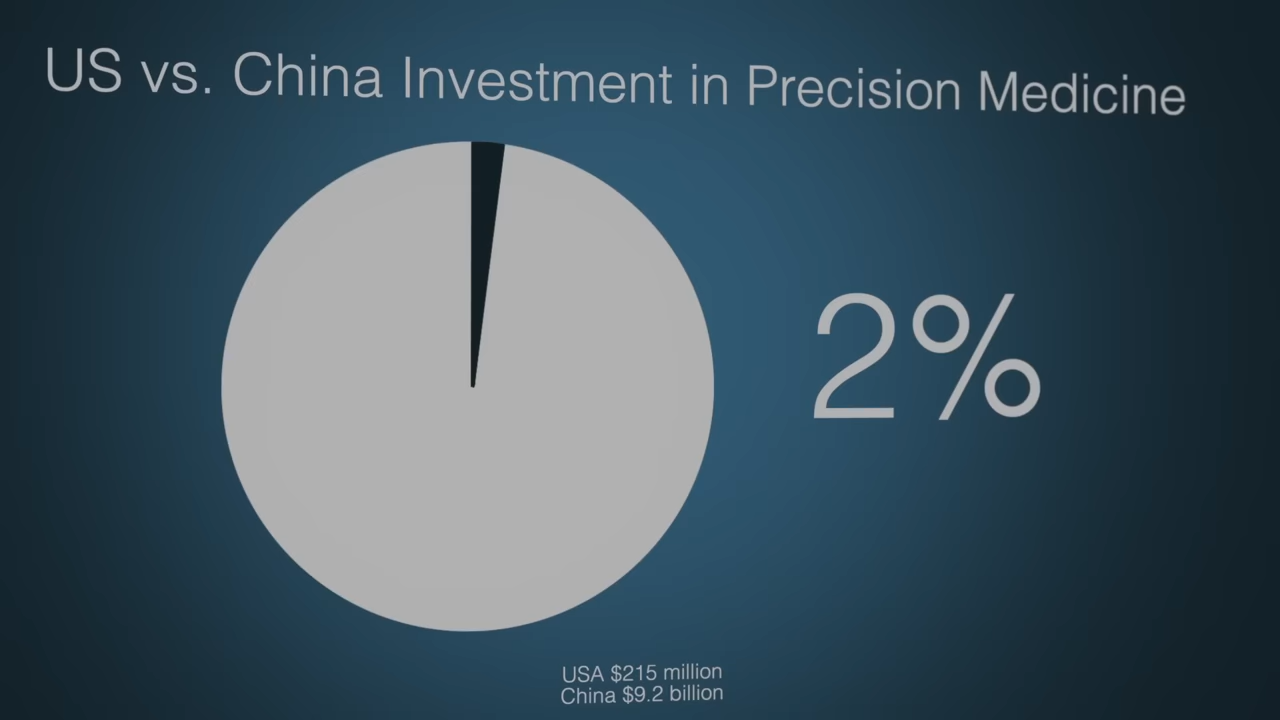 US vs. China Investment in Precision Medicine
2%
USA $215 million
China $9.2 billion